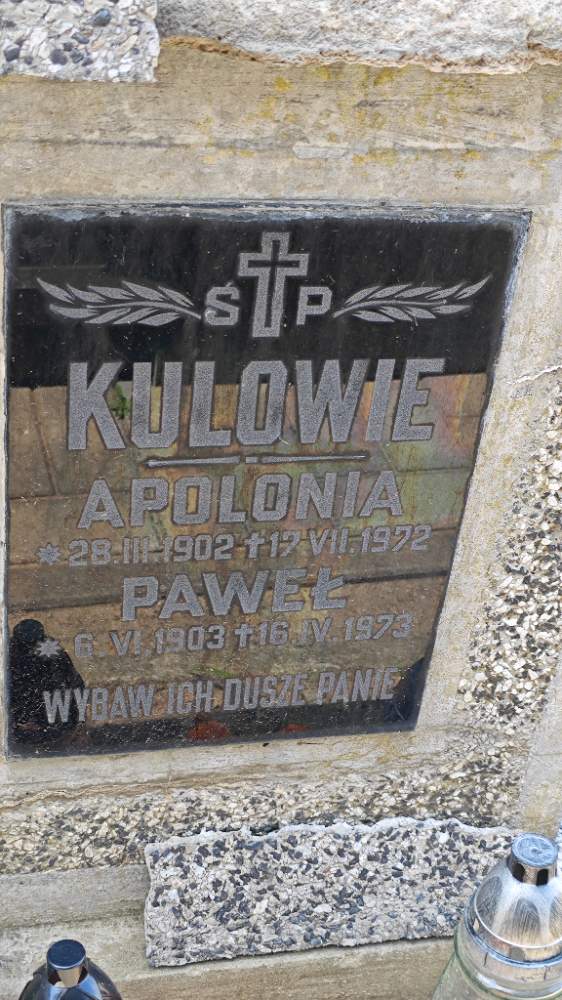 Ś P
KULOWIE
APOLONIA
* 28.III.1902 † 17.VII.1972
PAWEŁ
* 6.VI.1903 † 16.IV.1973
WYBAW ICH DUSZE PANIE